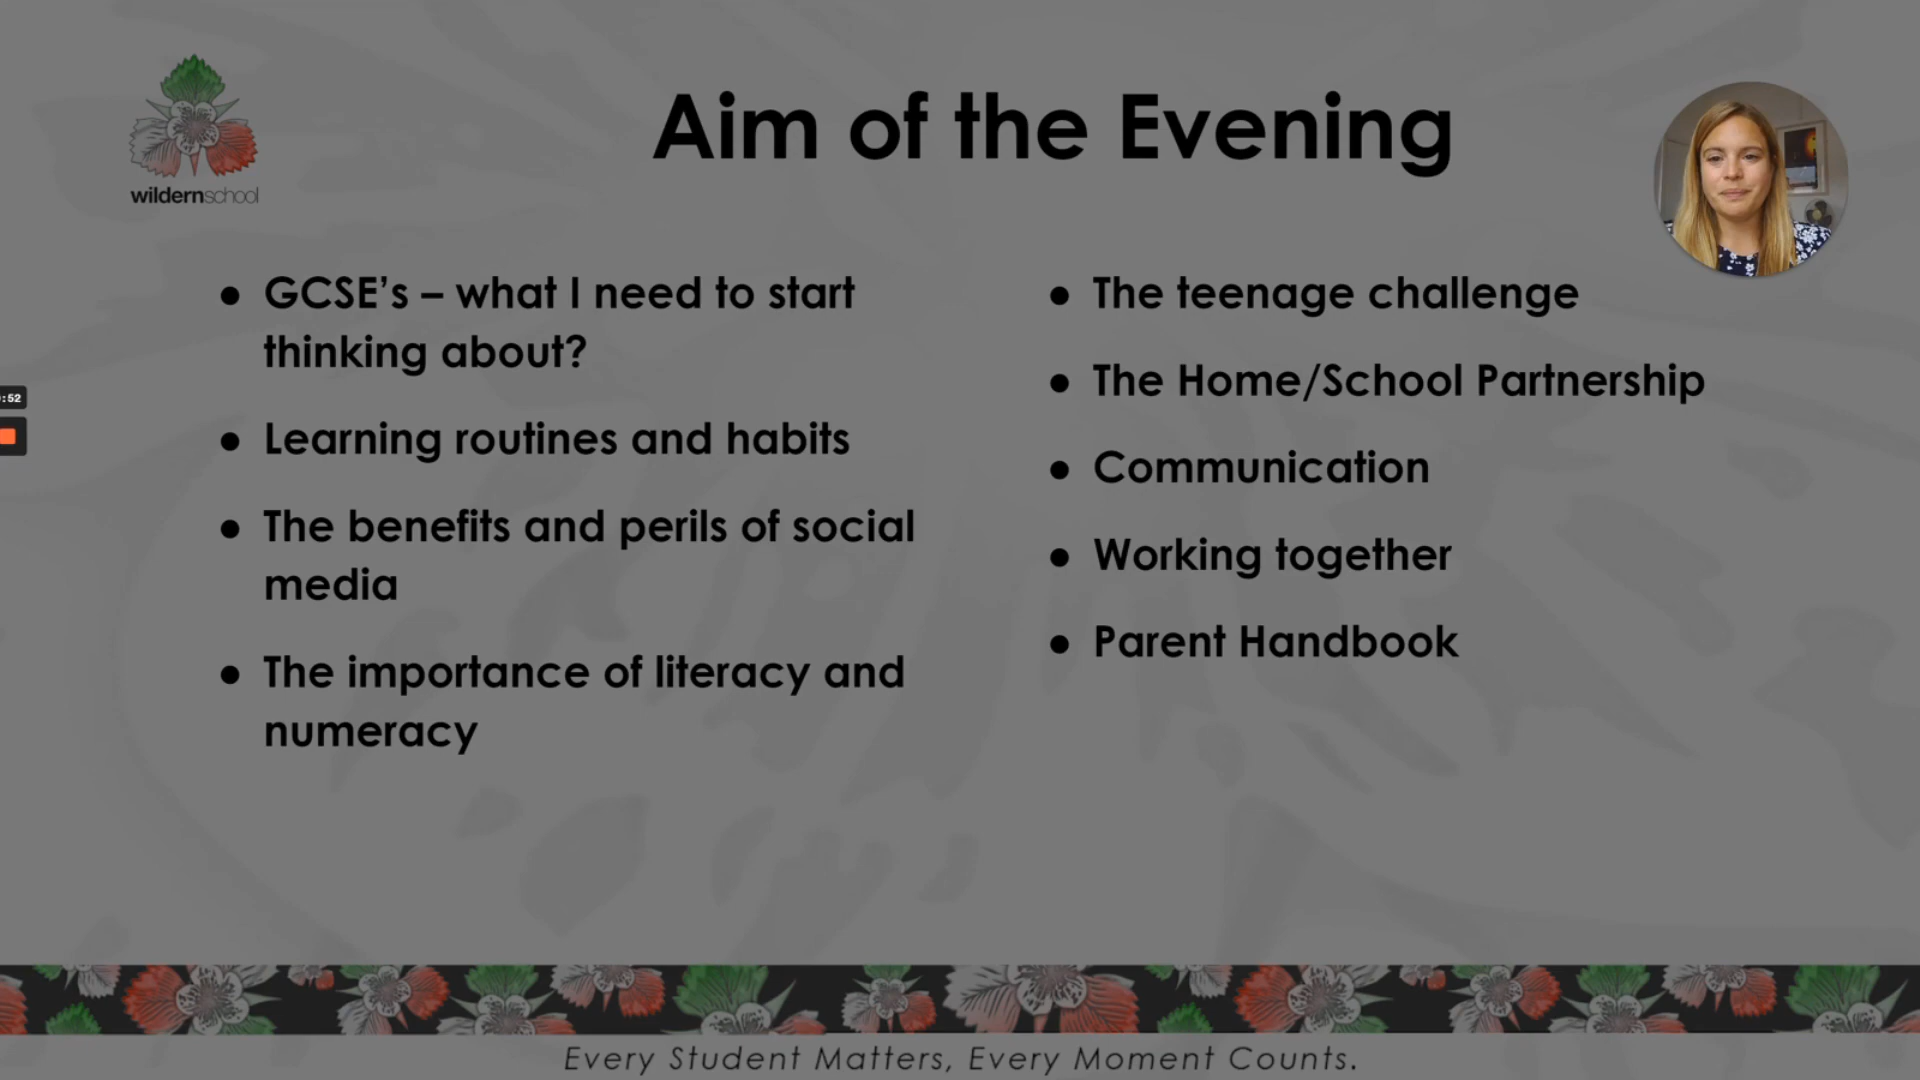 wildernschool
Aim of the Evening
● GCSE’s – what I need to start
thinking about?
● Learning routines and habits
● The benefits and perils of social
media
● The importance of literacy and
numeracy
● The teenage challenge
● The Home/School Partnership
● Communication
● Working together
● Parent Handbook
:52
Every Student Matters, Every Moment Counts.